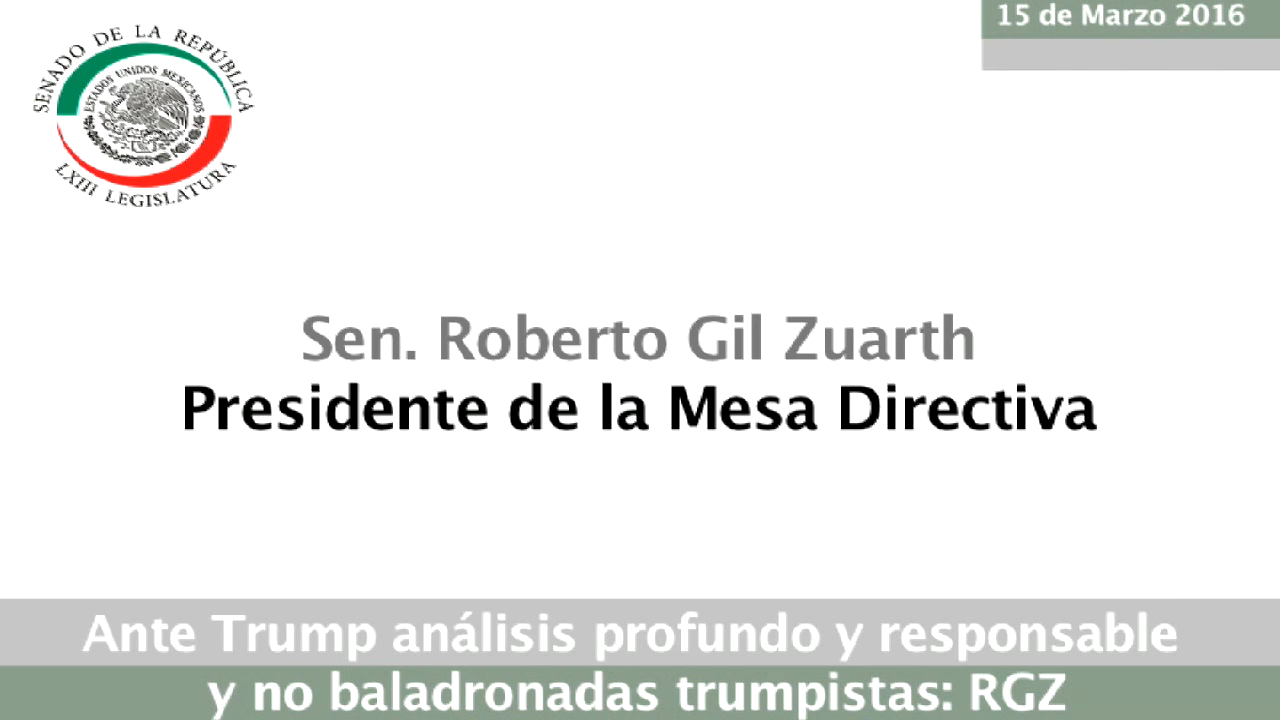 15 de Marzo 2016
SENADO DE LA REPÚBLICA
ESTADOS UNIDOS MEXICANOS
LXIII LEGISLATURA
Sen. Roberto Gil Zuarth
Presidente de la Mesa Directiva
Ante Trump análisis profundo y responsable
y no baladronadas trumpistas: RGZ